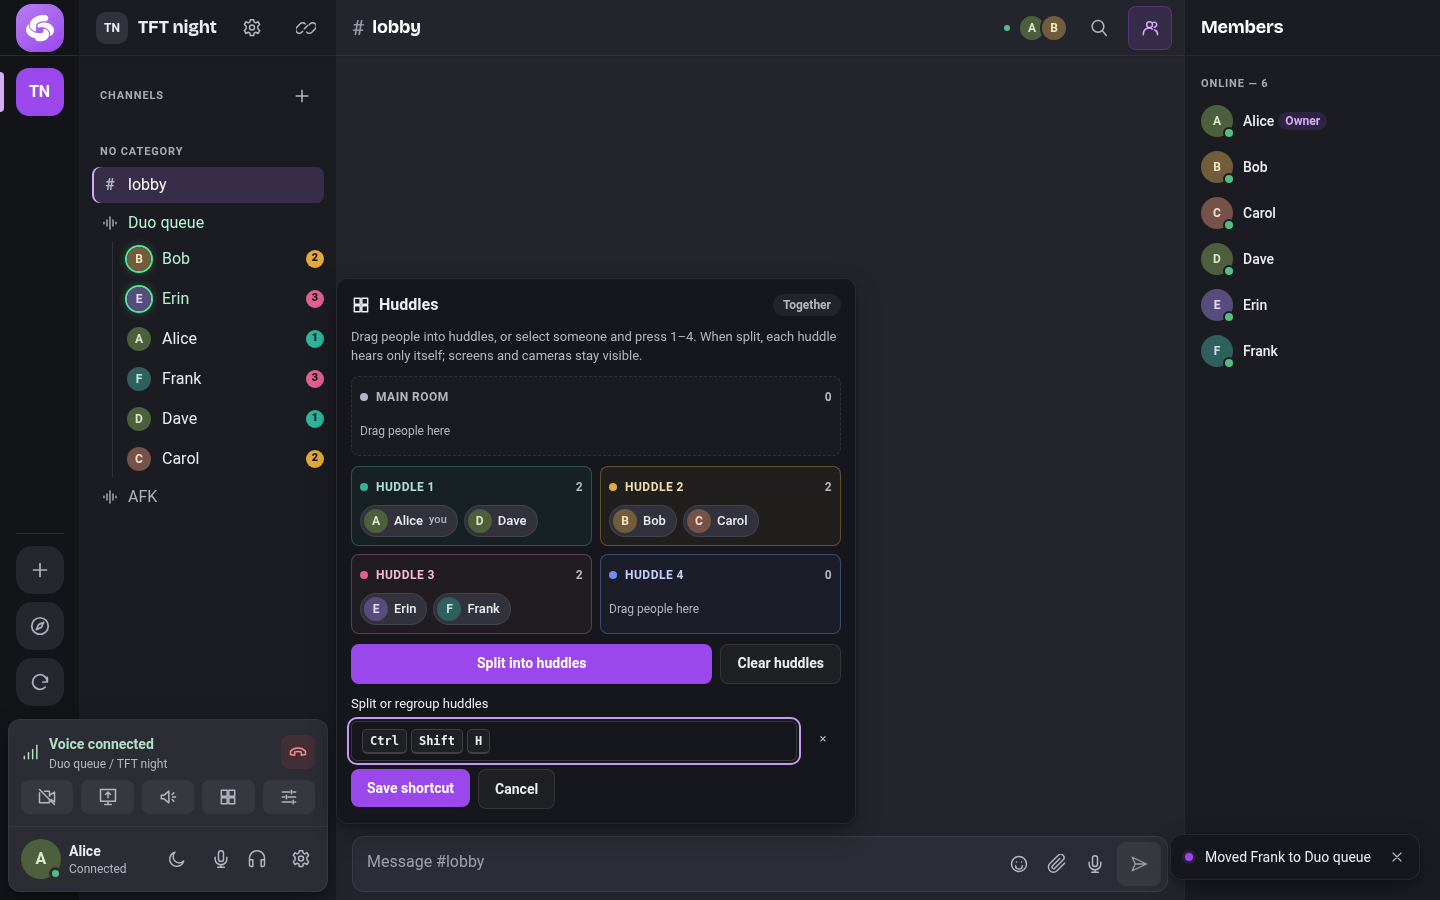 TN
TN
TFT night
CHANNELS
NO CATEGORY
# lobby
Duo queue
B Bob 2
E Erin 3
A Alice 1
F Frank 3
D Dave 1
C Carol 2
AFK
Voice connected
Duo queue / TFT night
A Alice
Connected
# lobby
A B
Huddles
Together
Drag people into huddles, or select someone and press 1–4. When split, each huddle
hears only itself; screens and cameras stay visible.
MAIN ROOM 0
Drag people here
HUDDLE 1 2
A Alice you D Dave
HUDDLE 2 2
B Bob C Carol
HUDDLE 3 2
E Erin F Frank
HUDDLE 4 0
Drag people here
Split into huddles
Clear huddles
Split or regroup huddles
Ctrl Shift H ×
Save shortcut
Cancel
Message #lobby
Members
ONLINE — 6
A Alice Owner
B Bob
C Carol
D Dave
E Erin
F Frank
Moved Frank to Duo queue